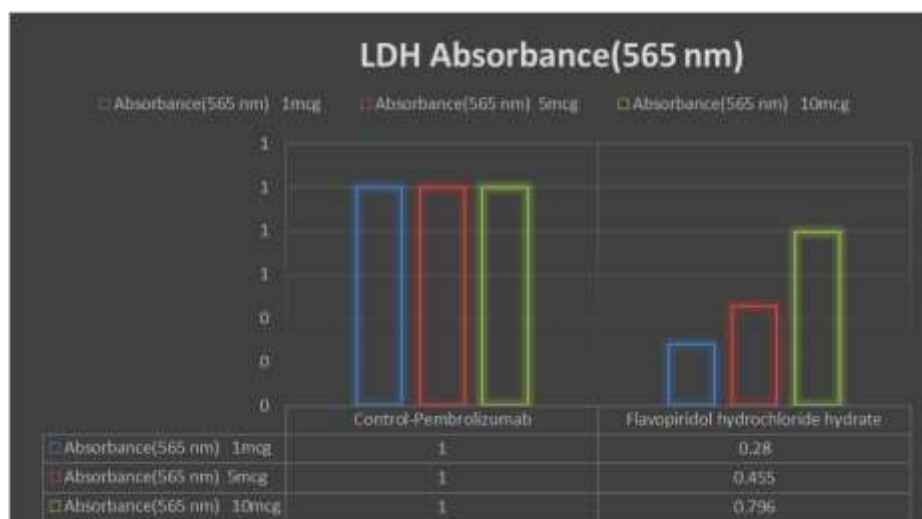 LDH Absorbance(565 nm)
Absorbance(565 nm) 1mcg Absorbance(565 nm) 5mcg Absorbance(565 nm) 10mcg
1
1
1
1
0
0
0
Control-Pembrolizumab Flavopiridol hydrochloride hydrate
Absorbance(565 nm) 1mcg 1 0.28
Absorbance(565 nm) 5mcg 1 0.455
Absorbance(565 nm) 10mcg 1 0.796